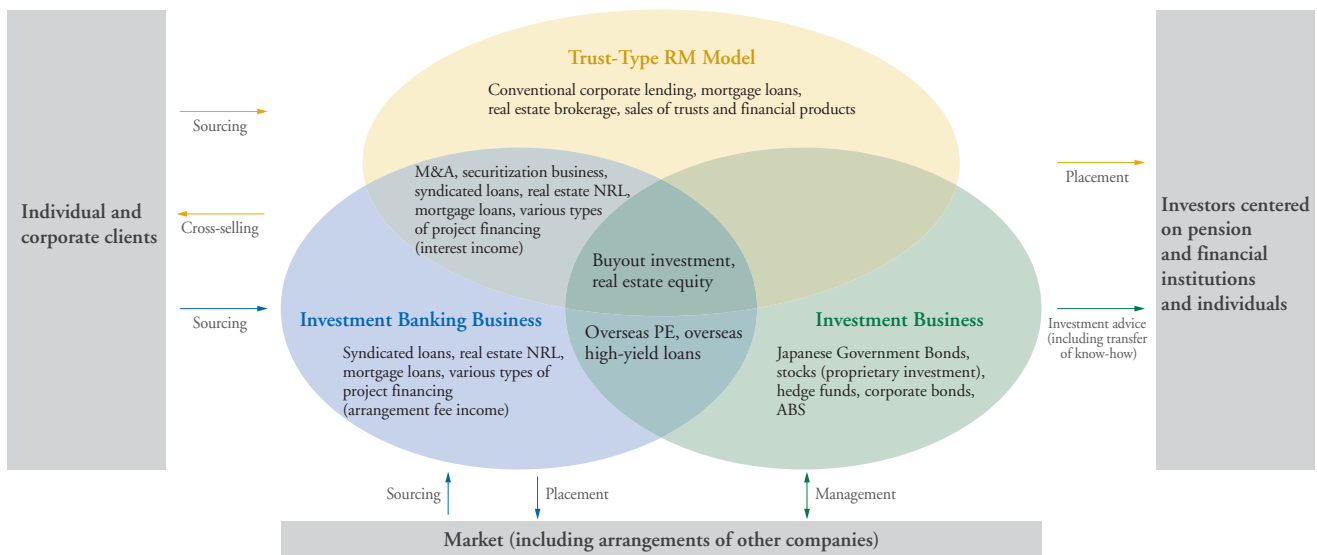 Trust-Type RM Model
Conventional corporate lending, mortgage loans,
real estate brokerage, sales of trusts and financial products
Sourcing
M&A, securitization business,
syndicated loans, real estate NRL,
mortgage loans, various types
of project financing
(interest income)
Placement
Individual and
corporate clients
Cross-selling
Investors centered
on pension
and financial
institutions
and individuals
Buyout investment,
real estate equity
Sourcing
Investment Banking Business
Syndicated loans, real estate NRL,
mortgage loans, various types of
project financing
(arrangement fee income)
Overseas PE, overseas
high-yield loans
Investment Business
Japanese Government Bonds,
stocks (proprietary investment),
hedge funds, corporate bonds,
ABS
Investment advice
(including transfer
of know-how)
Sourcing
Placement
Management
Market (including arrangements of other companies)